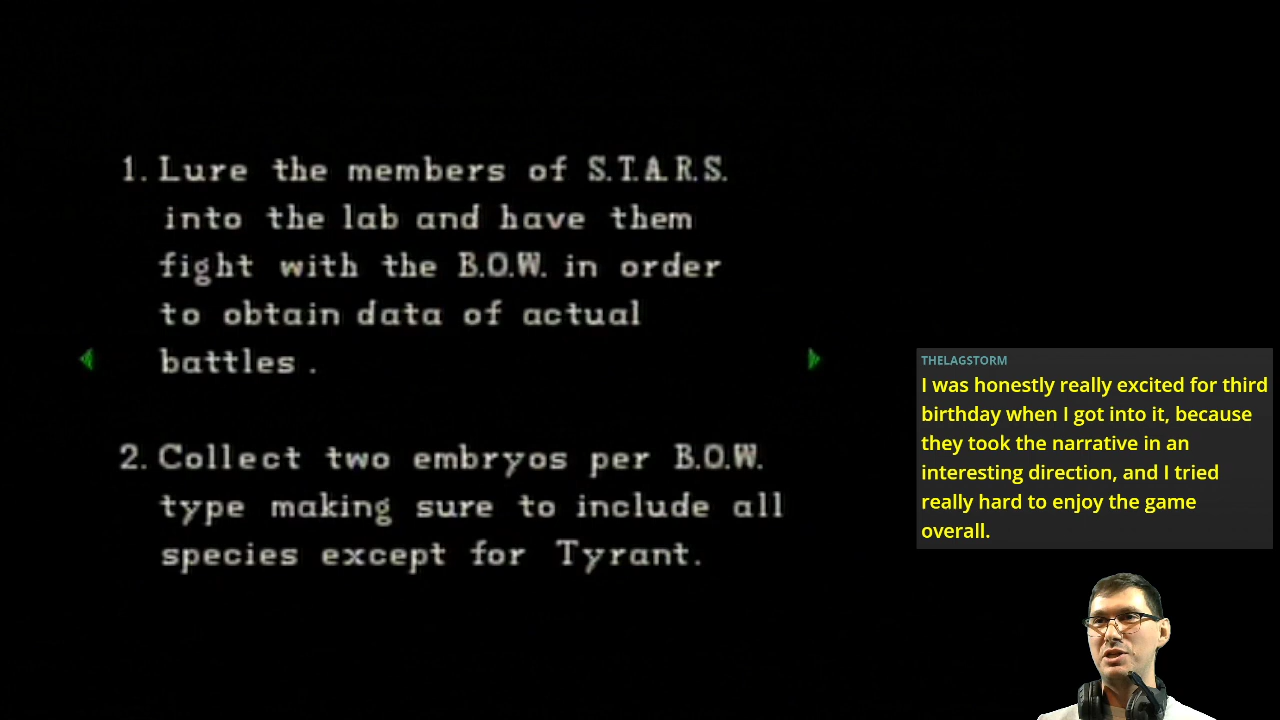 1. Lure the members of S.T.A.R.S.
into the lab and have them
fight with the B.O.W. in order
to obtain data of actual
battles .
2. Collect two embryos per B.O.W.
type making sure to include all
species except for Tyrant.
THELAGSTORM
I was honestly really excited for third
birthday when I got into it, because
they took the narrative in an
interesting direction, and I tried
really hard to enjoy the game
overall.